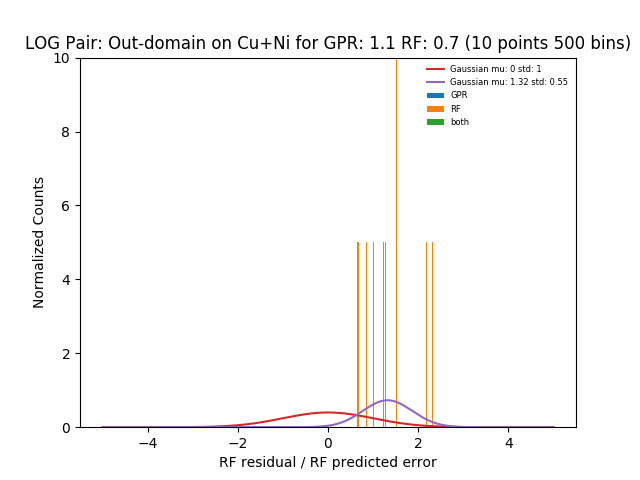 LOG Pair: Out-domain on Cu+Ni for GPR: 1.1 RF: 0.7 (10 points 500 bins)
Gaussian mu: 0 std: 1
Gaussian mu: 1.32 std: 0.55
GPR
RF
both
Normalized Counts
10
8
6
4
2
0
−4
−2
0
2
4
RF residual / RF predicted error